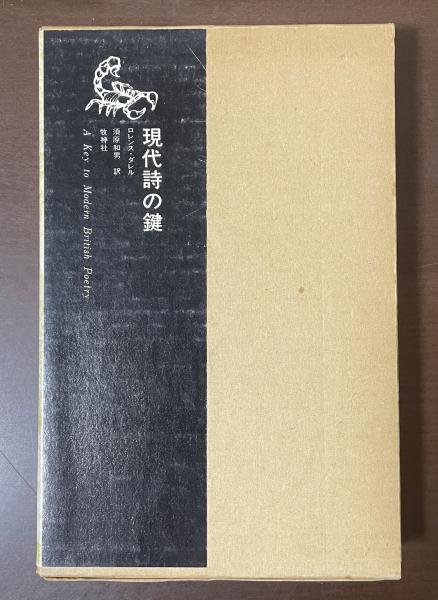 現代詩の鍵
ロレンス・ダレル
須原和男 訳
牧神社
A Key to Modern British Poetry